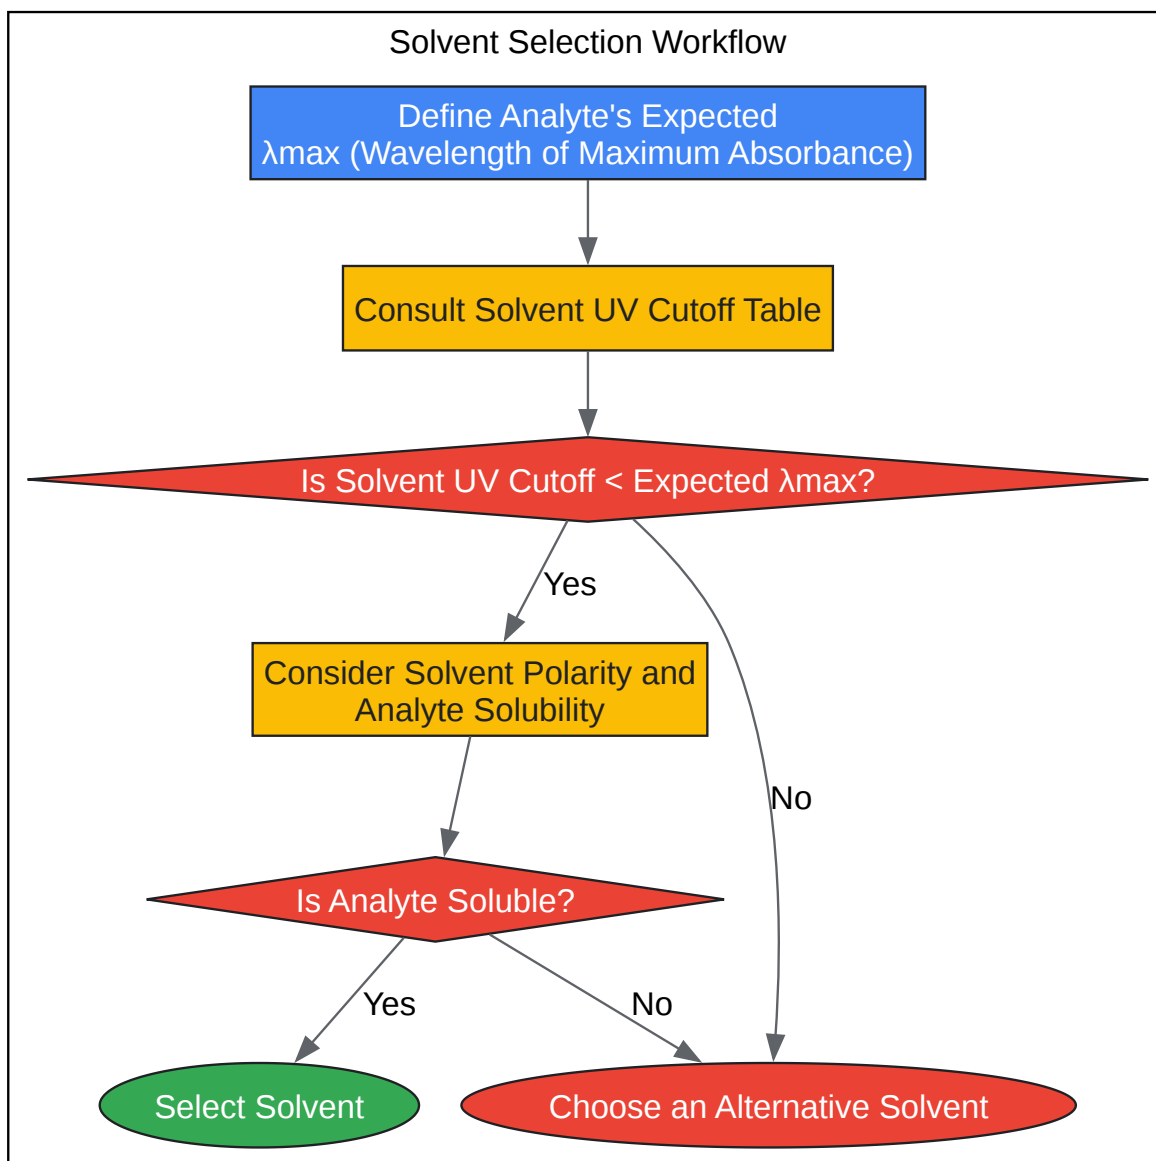 Solvent Selection Workflow
Define Analyte's Expected
λmax (Wavelength of Maximum Absorbance)
Consult Solvent UV Cutoff Table
Is Solvent UV Cutoff < Expected λmax?
Yes
Consider Solvent Polarity and
Analyte Solubility
No
Is Analyte Soluble?
Yes
No
Select Solvent
Choose an Alternative Solvent